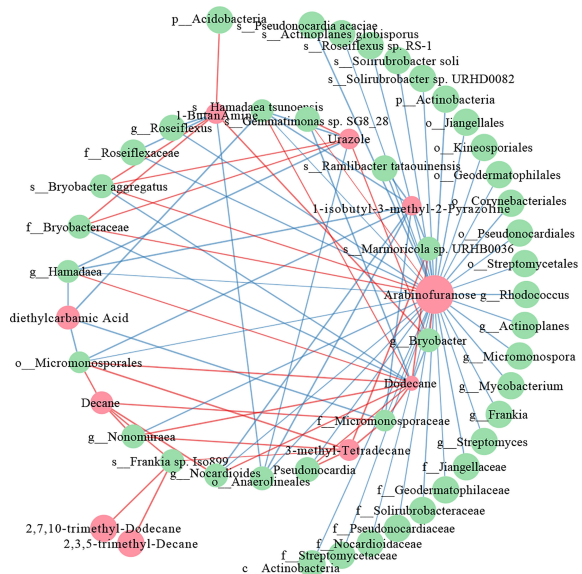 p__Acidobacteria
s__Pseudonocardia acaciae
s__Actinoplanes globisporus
s__Roseiflexus sp. RS-1
s__Solirubrobacter soli
s__Solirubrobacter sp. URHD0082
p__Actinobacteria
s__Hamadaea tsunoensis
1-ButanAmine
s__Gemmatimonas sp. SG8_28
o__Jiangellales
g__Roseiflexus
Urazole
o__Kineosporiales
f__Roseiflexaceae
s__Ramlibacter tataouinensis
o__Geodermatophilales
s__Bryobacter aggregatus
o__Corynebacteriales
1-isobutyl-3-methyl-2-Pyrazoline
f__Bryobacteraceae
o__Pseudonocardiales
s__Marmoricola sp. URHB0036
o__Streptomycetales
g__Hamadaea
Arabinofuranose
g__Rhodococcus
diethylcarbamic Acid
g__Actinoplanes
g__Bryobacter
g__Micromonospora
o__Micromonosporales
Dodecane
g__Mycobacterium
Decane
g__Frankia
f__Micromonosporaceae
g__Nonomuraea
g__Streptomyces
3-methyl-Tetradecane
s__Frankia sp. Iso899
f__Jiangellaceae
g__Nocardioides
Pseudonocardia
o__Anaerolineales
f__Geodermatophilaceae
f__Solirubrobacteraceae
2,7,10-trimethyl-Dodecane
f__Pseudonocardiaceae
2,3,5-trimethyl-Decane
f__Nocardioidaceae
f__Streptomycetaceae
c__Actinobacteria